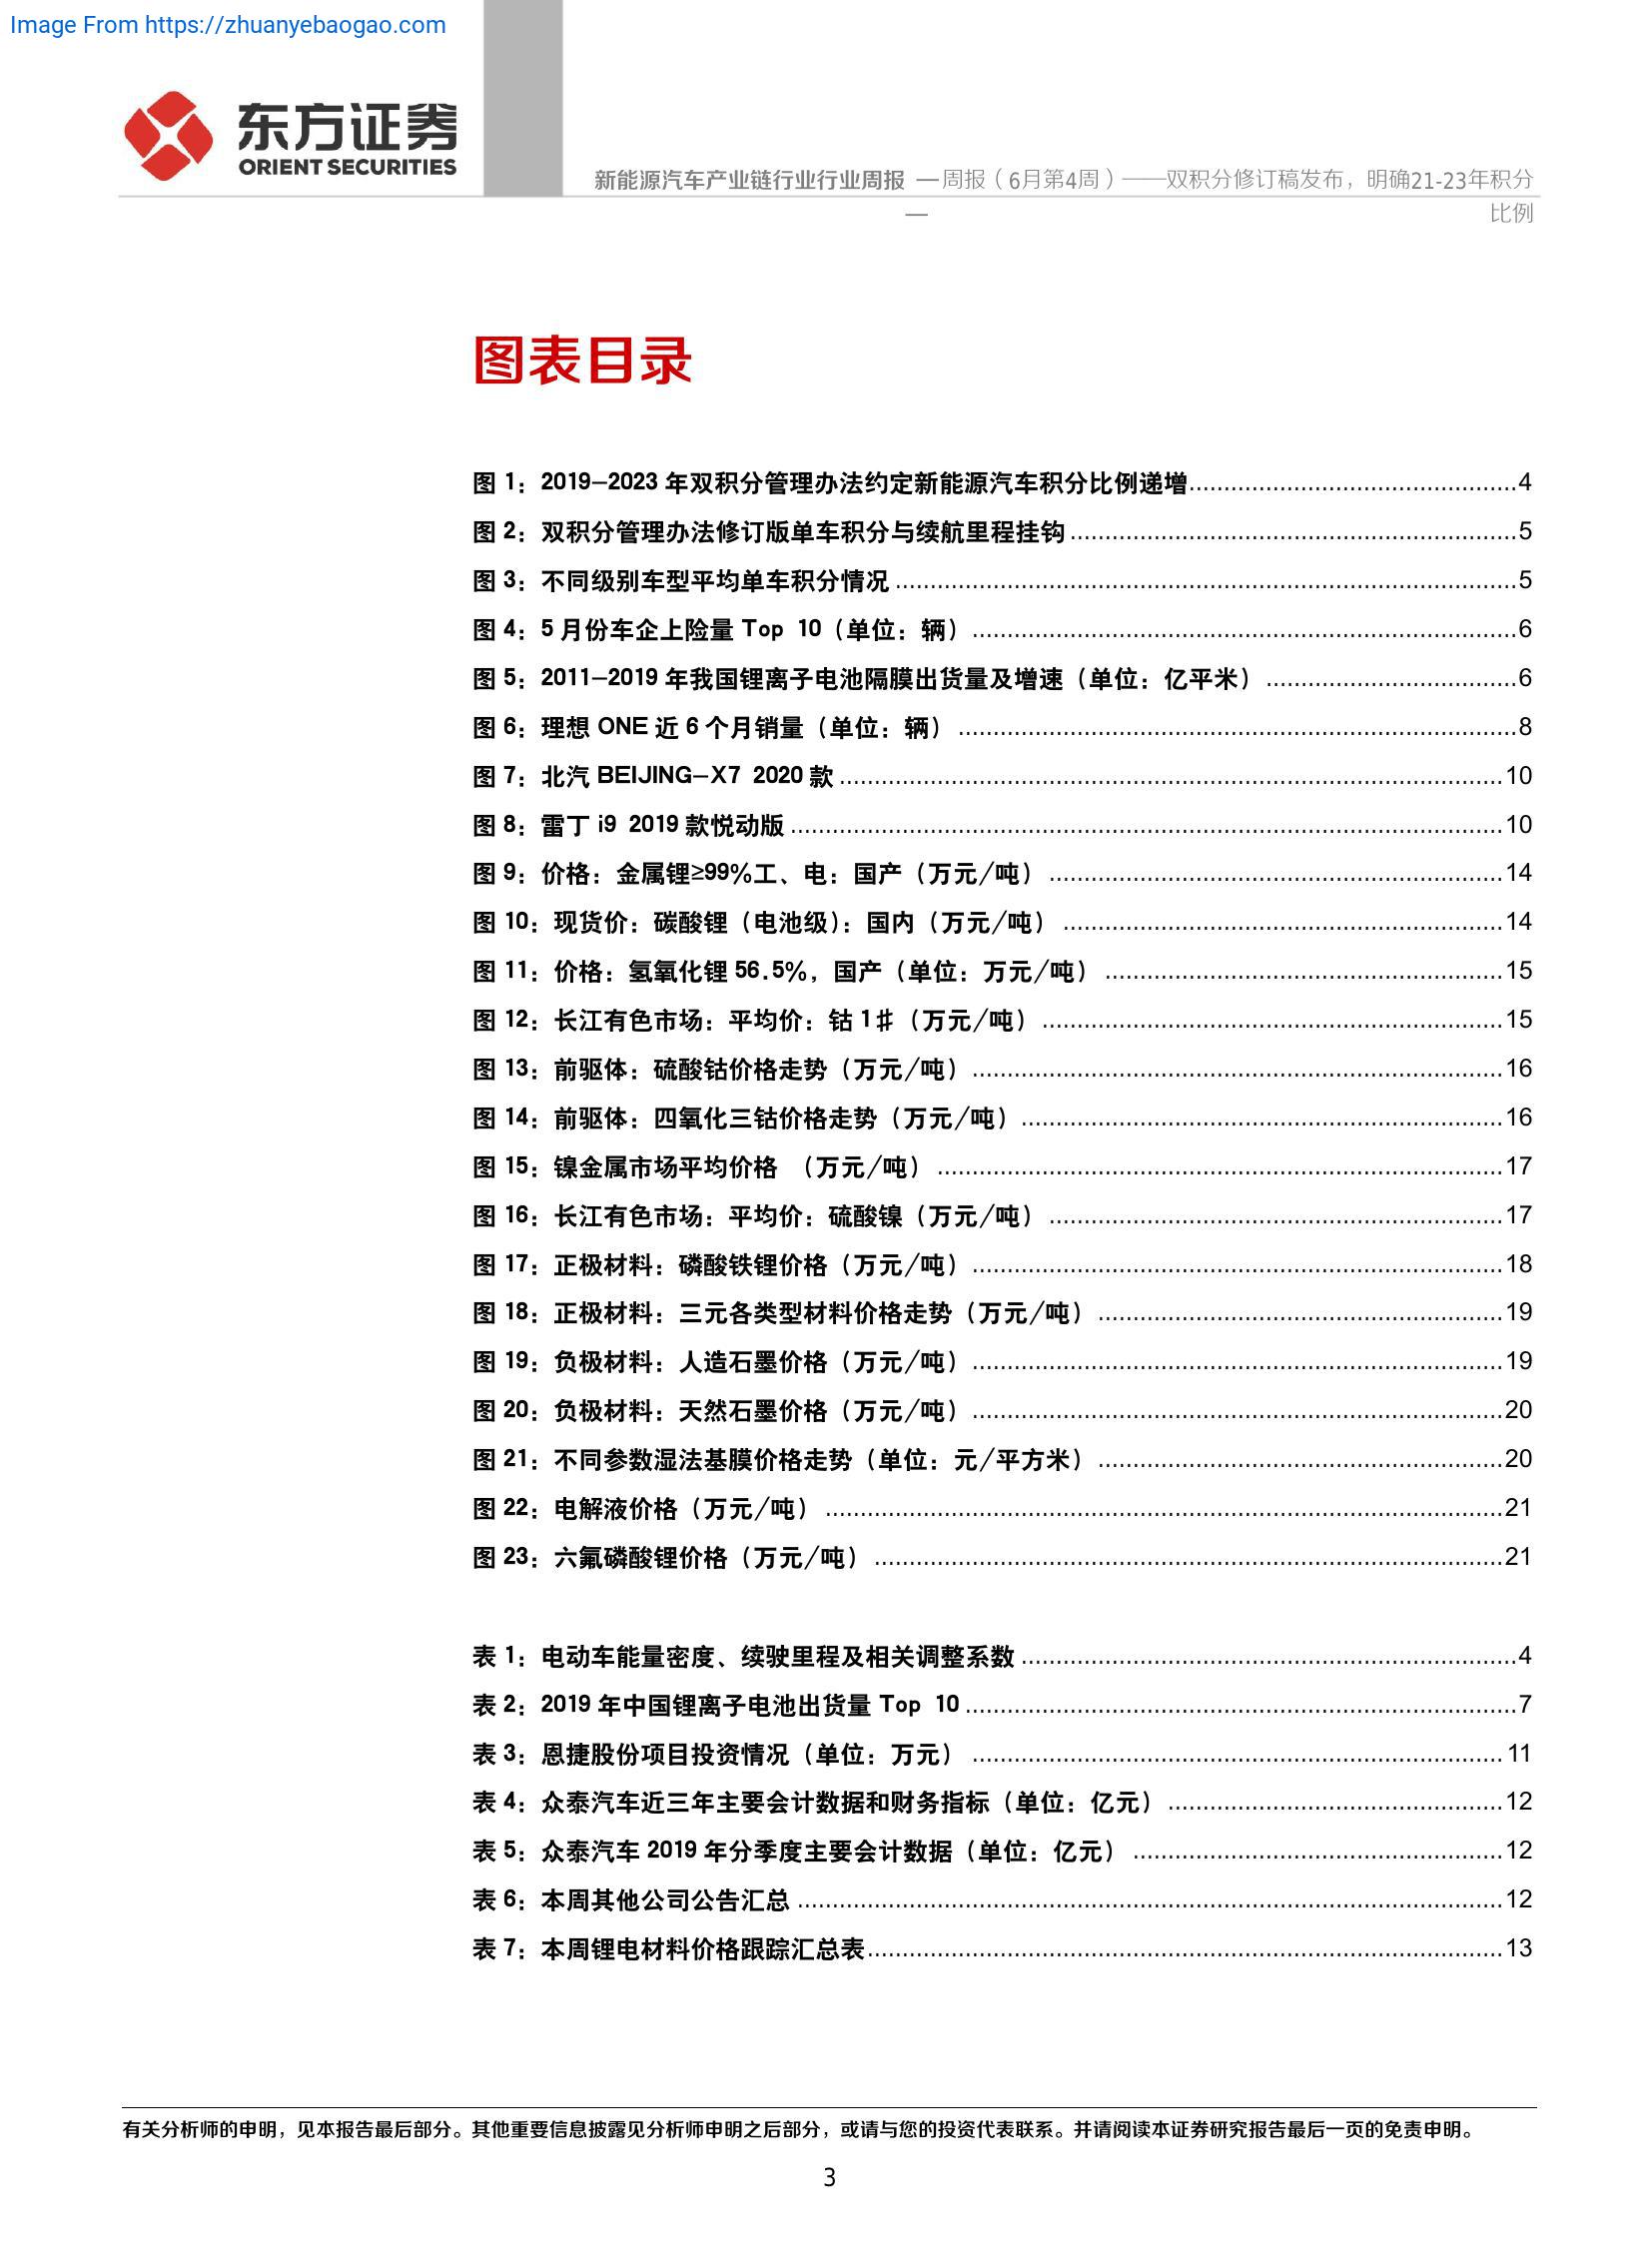 Image From https://zhuanyebaogao.com
东方证券
ORIENT SECURITIES
新能源汽车产业链行业行业周报 —周报（6月第4周）——双积分修订稿发布，明确21-23年积分
— 比例
图表目录
图 1：2019-2023 年双积分管理办法约定新能源汽车积分比例递增................................................4
图 2：双积分管理办法修订版单车积分与续航里程挂钩................................................................5
图 3：不同级别车型平均单车积分情况..........................................................................................5
图 4：5 月份车企上险量 Top 10（单位：辆）...............................................................................6
图 5：2011-2019 年我国锂离子电池隔膜出货量及增速（单位：亿平米）....................................6
图 6：理想 ONE 近 6 个月销量（单位：辆）.................................................................................8
图 7：北汽 BEIJING-X7 2020 款................................................................................................10
图 8：雷丁 i9 2019 款悦动版.......................................................................................................10
图 9：价格：金属锂≥99%工、电：国产（万元/吨）..................................................................14
图 10：现货价：碳酸锂（电池级）：国内（万元/吨）................................................................14
图 11：价格：氢氧化锂 56.5%，国产（单位：万元/吨）..........................................................15
图 12：长江有色市场：平均价：钴 1#（万元/吨）...................................................................15
图 13：前驱体：硫酸钴价格走势（万元/吨）.............................................................................16
图 14：前驱体：四氧化三钴价格走势（万元/吨）......................................................................16
图 15：镍金属市场平均价格 （万元/吨）..................................................................................17
图 16：长江有色市场：平均价：硫酸镍（万元/吨）..................................................................17
图 17：正极材料：磷酸铁锂价格（万元/吨）.............................................................................18
图 18：正极材料：三元各类型材料价格走势（万元/吨）...........................................................19
图 19：负极材料：人造石墨价格（万元/吨）.............................................................................19
图 20：负极材料：天然石墨价格（万元/吨）.............................................................................20
图 21：不同参数湿法基膜价格走势（单位：元/平方米）...........................................................20
图 22：电解液价格（万元/吨）..................................................................................................21
图 23：六氟磷酸锂价格（万元/吨）...........................................................................................21
表 1：电动车能量密度、续驶里程及相关调整系数.......................................................................4
表 2：2019 年中国锂离子电池出货量 Top 10................................................................................7
表 3：恩捷股份项目投资情况（单位：万元）.............................................................................11
表 4：众泰汽车近三年主要会计数据和财务指标（单位：亿元）................................................12
表 5：众泰汽车 2019 年分季度主要会计数据（单位：亿元）.....................................................12
表 6：本周其他公司公告汇总......................................................................................................12
表 7：本周锂电材料价格跟踪汇总表............................................................................................13
有关分析师的申明，见本报告最后部分。其他重要信息披露见分析师申明之后部分，或请与您的投资代表联系。并请阅读本证券研究报告最后一页的免责申明。
3